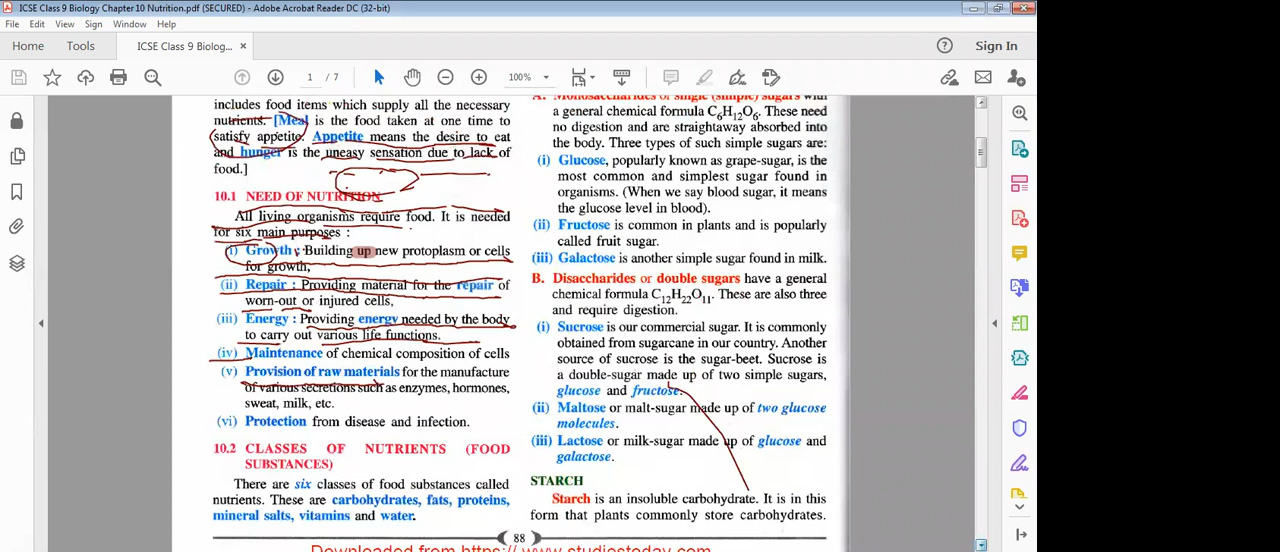 ICSE Class 9 Biology Chapter 10 Nutrition.pdf (SECURED) - Adobe Acrobat Reader DC (32-bit)
File Edit View Sign Window Help
Home Tools ICSE Class 9 Biolog... × Sign In
1 / 7 100%
includes food items which supply all the necessary
nutrients. [Meal is the food taken at one time to
satisfy appetite. Appetite means the desire to eat
and hunger is the uneasy sensation due to lack of
food.]
10.1 NEED OF NUTRITION
All living organisms require food. It is needed
for six main purposes :
(i) Growth : Building up new protoplasm or cells
for growth,
(ii) Repair : Providing material for the repair of
worn-out or injured cells,
(iii) Energy : Providing energy needed by the body
to carry out various life functions.
(iv) Maintenance of chemical composition of cells
(v) Provision of raw materials for the manufacture
of various secretions such as enzymes, hormones,
sweat, milk, etc.
(vi) Protection from disease and infection.
10.2 CLASSES OF NUTRIENTS (FOOD
SUBSTANCES)
There are six classes of food substances called
nutrients. These are carbohydrates, fats, proteins,
mineral salts, vitamins and water.
A. Monosaccharides or single (simple) sugars with
a general chemical formula C6H12O6. These need
no digestion and are straightaway absorbed into
the body. Three types of such simple sugars are:
(i) Glucose, popularly known as grape-sugar, is the
most common and simplest sugar found in
organisms. (When we say blood sugar, it means
the glucose level in blood).
(ii) Fructose is common in plants and is popularly
called fruit sugar.
(iii) Galactose is another simple sugar found in milk.
B. Disaccharides or double sugars have a general
chemical formula C12H22O11. These are also three
and require digestion.
(i) Sucrose is our commercial sugar. It is commonly
obtained from sugarcane in our country. Another
source of sucrose is the sugar-beet. Sucrose is
a double-sugar made up of two simple sugars,
glucose and fructose.
(ii) Maltose or malt-sugar made up of two glucose
molecules.
(iii) Lactose or milk-sugar made up of glucose and
galactose.
STARCH
Starch is an insoluble carbohydrate. It is in this
form that plants commonly store carbohydrates.
88
Downloaded from https:// www.studiestoday.com